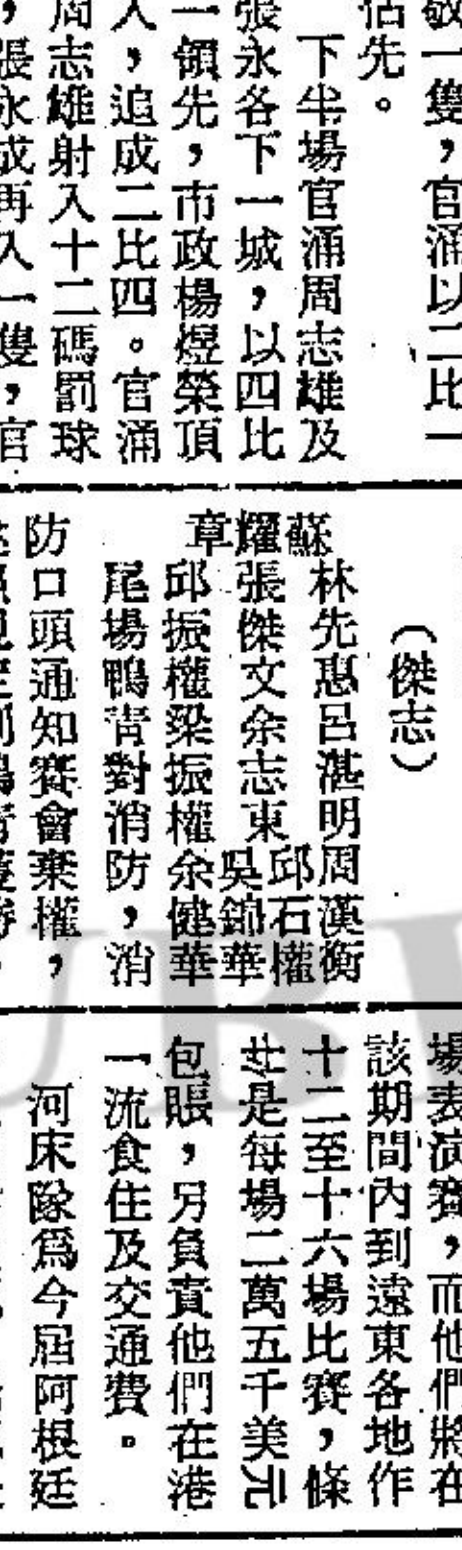 敬一隻，官涌以二比一
佔先。
下半場官涌周志雄及
張永各下一城，以四比
一領先，市政楊煜榮頂
入，追成二比四。官涌
周志雄射入十二碼罰球
，張永成再入一隻，官
（傑志）
蘇耀章
林先惠呂湛明周漢衡
邱石權
張傑文余志東吳錦華
邱振權梁振權余健華
尾場鴨靑對消防，消
防口頭通知賽會棄權，
場表演賽，而他們將在
該期間內到遠東各地作
十二至十六場比賽，條
件是每場二萬五千美元
包賬，另負責他們在港
一流食住及交通費。
河床隊爲今屆阿根廷